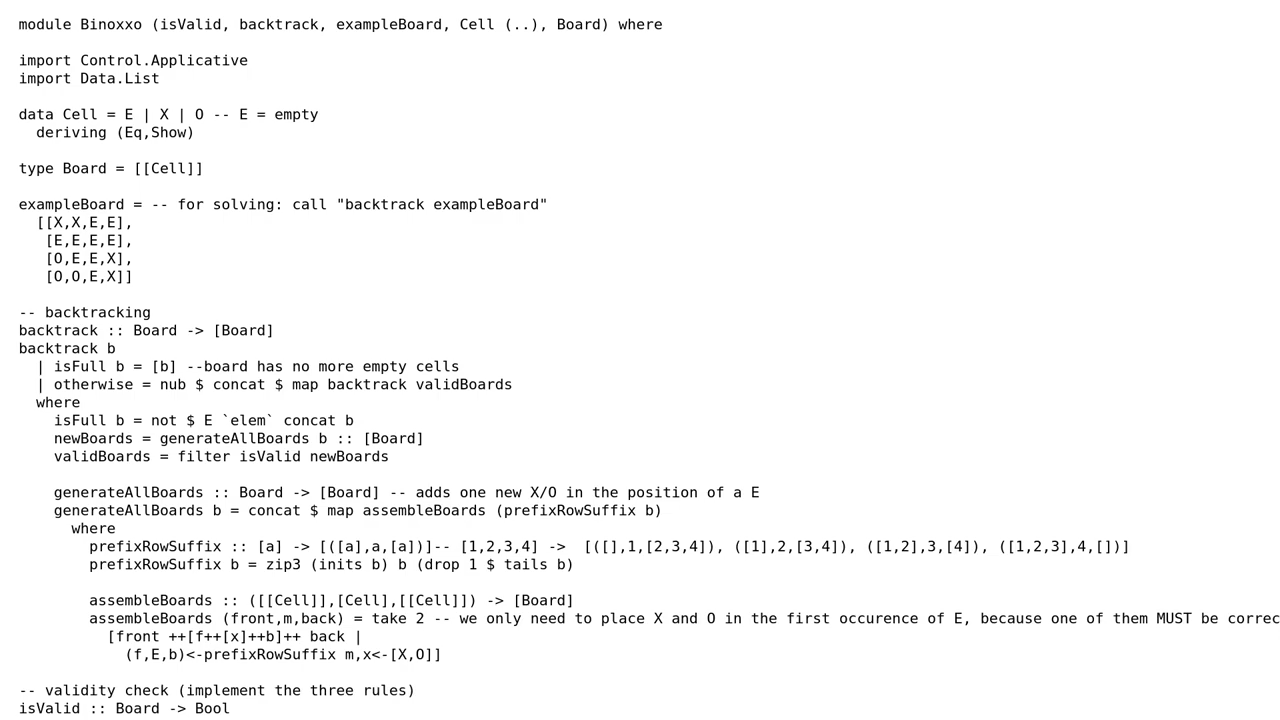 module Binoxxo (isValid, backtrack, exampleBoard, Cell (..), Board) where
import Control.Applicative
import Data.List
data Cell = E | X | O -- E = empty
  deriving (Eq,Show)
type Board = [[Cell]]
exampleBoard = -- for solving: call "backtrack exampleBoard"
  [[X,X,E,E],
   [E,E,E,E],
   [O,E,E,X],
   [O,O,E,X]]
-- backtracking
backtrack :: Board -> [Board]
backtrack b
  | isFull b = [b] --board has no more empty cells
  | otherwise = nub $ concat $ map backtrack validBoards
  where
    isFull b = not $ E `elem` concat b
    newBoards = generateAllBoards b :: [Board]
    validBoards = filter isValid newBoards
    generateAllBoards :: Board -> [Board] -- adds one new X/O in the position of a E
    generateAllBoards b = concat $ map assembleBoards (prefixRowSuffix b)
      where
        prefixRowSuffix :: [a] -> [([a],a,[a])]-- [1,2,3,4] ->  [([],1,[2,3,4]), ([1],2,[3,4]), ([1,2],3,[4]), ([1,2,3],4,[])]
        prefixRowSuffix b = zip3 (inits b) b (drop 1 $ tails b)
        assembleBoards :: ([[Cell]],[Cell],[[Cell]]) -> [Board]
        assembleBoards (front,m,back) = take 2 -- we only need to place X and O in the first occurence of E, because one of them MUST be correc
          [front ++[f++[x]++b]++ back |
            (f,E,b)<-prefixRowSuffix m,x<-[X,O]]
-- validity check (implement the three rules)
isValid :: Board -> Bool